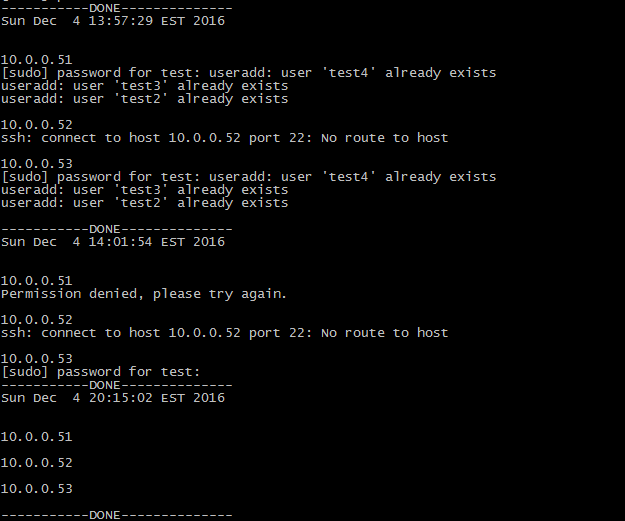 -----------DONE--------------
Sun Dec  4 13:57:29 EST 2016
10.0.0.51
[sudo] password for test: useradd: user 'test4' already exists
useradd: user 'test3' already exists
useradd: user 'test2' already exists
10.0.0.52
ssh: connect to host 10.0.0.52 port 22: No route to host
10.0.0.53
[sudo] password for test: useradd: user 'test4' already exists
useradd: user 'test3' already exists
useradd: user 'test2' already exists
-----------DONE--------------
Sun Dec  4 14:01:54 EST 2016
10.0.0.51
Permission denied, please try again.
10.0.0.52
ssh: connect to host 10.0.0.52 port 22: No route to host
10.0.0.53
[sudo] password for test:
-----------DONE--------------
Sun Dec  4 20:15:02 EST 2016
10.0.0.51
10.0.0.52
10.0.0.53
-----------DONE--------------